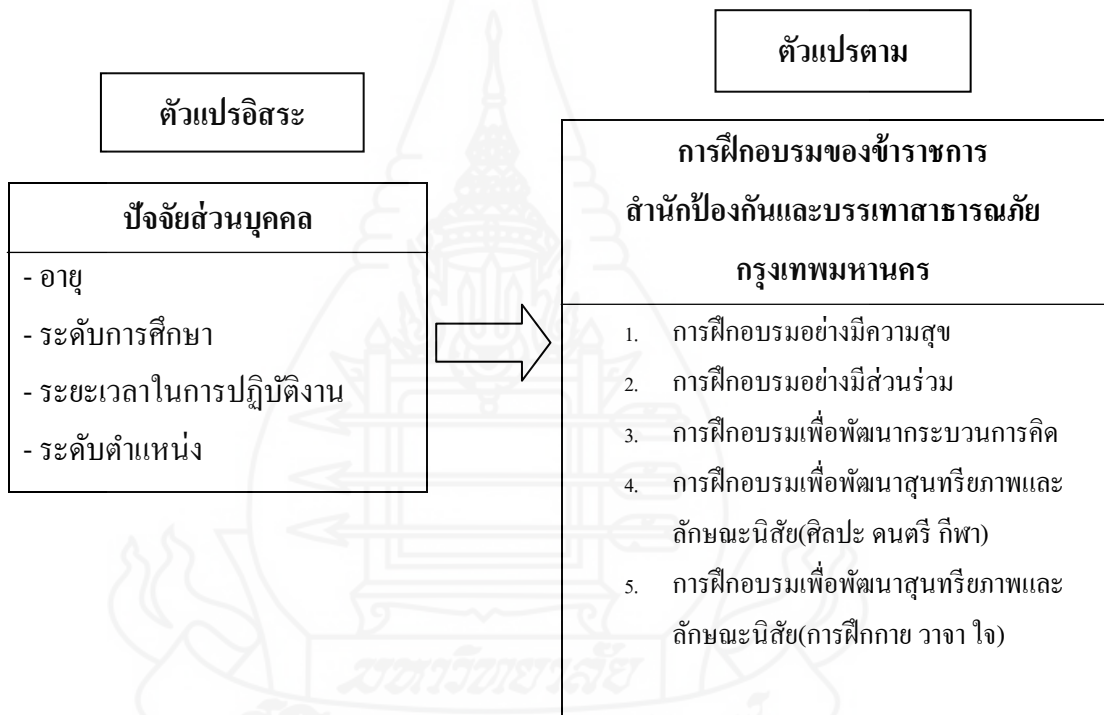 ตัวแปรอิสระ
ปัจจัยส่วนบุคคล
- อายุ
- ระดับการศึกษา
- ระยะเวลาในการปฏิบัติงาน
- ระดับตำแหน่ง
ตัวแปรตาม
การฝึกอบรมของข้าราชการ
สำนักป้องกันและบรรเทาสาธารณภัย
กรุงเทพมหานคร
1. การฝึกอบรมอย่างมีความสุข
2. การฝึกอบรมอย่างมีส่วนร่วม
3. การฝึกอบรมเพื่อพัฒนากระบวนการคิด
4. การฝึกอบรมเพื่อพัฒนาสุนทรียภาพและ
ลักษณะนิสัย(ศิลปะ ดนตรี กีฬา)
5. การฝึกอบรมเพื่อพัฒนาสุนทรียภาพและ
ลักษณะนิสัย(การฝึกกาย วาจา ใจ)
มหาวิทยาลัย